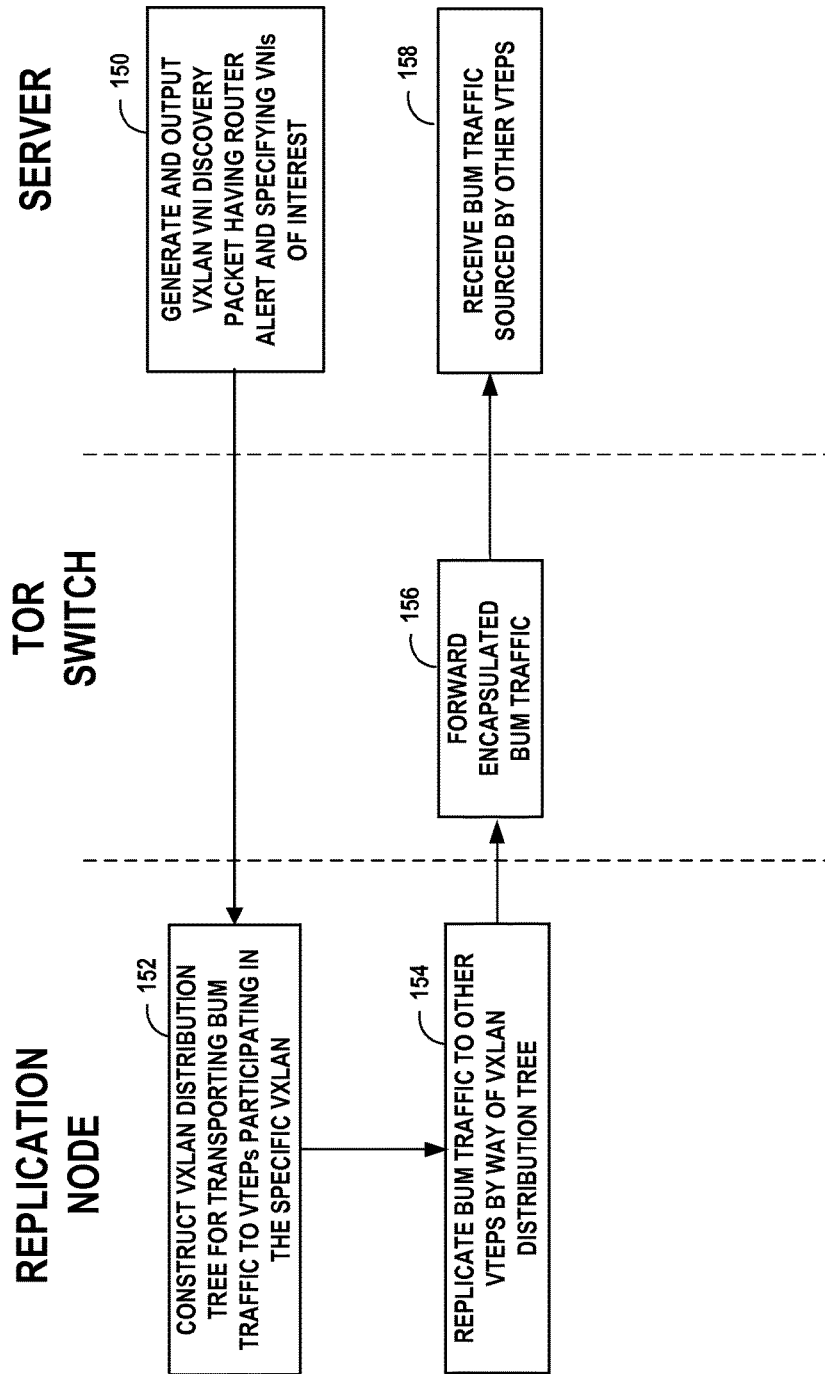 REPLICATION
NODE
TOR
SWITCH
SERVER
150
GENERATE AND OUTPUT
VXLAN VNI DISCOVERY
PACKET HAVING ROUTER
ALERT AND SPECIFYING VNIs
OF INTEREST
152
CONSTRUCT VXLAN DISTRIBUTION
TREE FOR TRANSPORTING BUM
TRAFFIC TO VTEPs PARTICIPATING IN
THE SPECIFIC VXLAN
154
REPLICATE BUM TRAFFIC TO OTHER
VTEPS BY WAY OF VXLAN
DISTRIBUTION TREE
156
FORWARD
ENCAPSULATED
BUM TRAFFIC
158
RECEIVE BUM TRAFFIC
SOURCED BY OTHER VTEPS